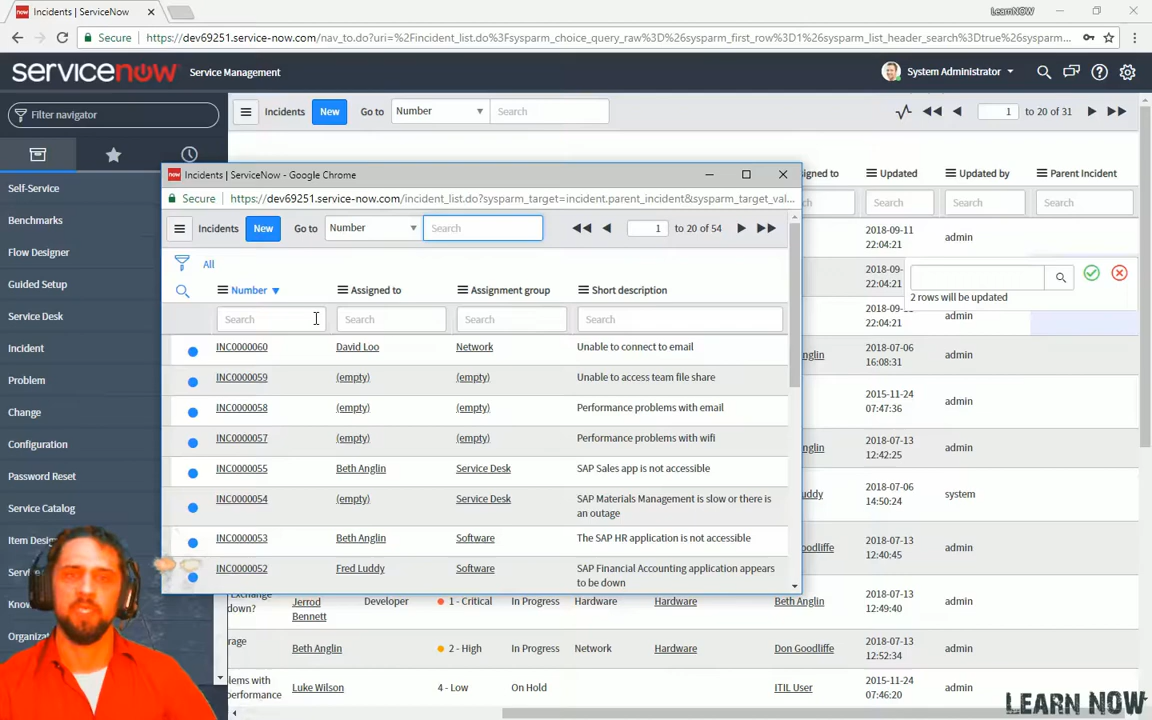 Incidents | ServiceNow
LearnNOW
Secure
https://dev69251.service-now.com/nav_to.do?uri=%2Fincident_list.do%3Fsysparm_choice_query_raw%3D%26sysparm_first_row%3D1%26sysparm_list_header_search%3Dtrue%26sysparm...
servicenow Service Management
System Administrator
Filter navigator
Incidents New Go to Number Search
1 to 20 of 31
Self-Service
Benchmarks
Flow Designer
Guided Setup
Service Desk
Incident
Problem
Change
Configuration
Password Reset
Service Catalog
Item Desig
Servi
Kno
Organiza
Incidents | ServiceNow - Google Chrome
Secure https://dev69251.service-now.com/incident_list.do?sysparm_target=incident.parent_incident&sysparm_target_val...
Incidents New Go to Number Search 1 to 20 of 54
All
Number Assigned to Assignment group Short description
Search Search Search Search
INC0000060 David Loo Network Unable to connect to email
INC0000059 (empty) (empty) Unable to access team file share
INC0000058 (empty) (empty) Performance problems with email
INC0000057 (empty) (empty) Performance problems with wifi
INC0000055 Beth Anglin Service Desk SAP Sales app is not accessible
INC0000054 (empty) Service Desk SAP Materials Management is slow or there is
an outage
INC0000053 Beth Anglin Software The SAP HR application is not accessible
INC0000052 Fred Luddy Software SAP Financial Accounting application appears
to be down
gned to Updated Updated by Parent Incident
Search Search Search
2018-09-11
22:04:21
admin
2018-09-
22:04:21
2 rows will be updated
2018-09-
22:04:21
admin
nglin
2018-07-06
16:08:31
admin
2015-11-24
07:47:36
admin
nglin
2018-07-13
12:42:25
admin
uddy
2018-07-06
14:50:24
system
oodliffe
2018-07-13
12:40:45
admin
xchange
down?
Jerrod
Bennett
Developer 1 - Critical In Progress Hardware Hardware Beth Anglin
2018-07-13
12:49:40
admin
rage Beth Anglin 2 - High In Progress Network Hardware Don Goodliffe
2018-07-13
12:52:34
admin
blems with
performance
Luke Wilson 4 - Low On Hold ITIL User
2015-11-24
07:46:20
admin
LEARN NOW